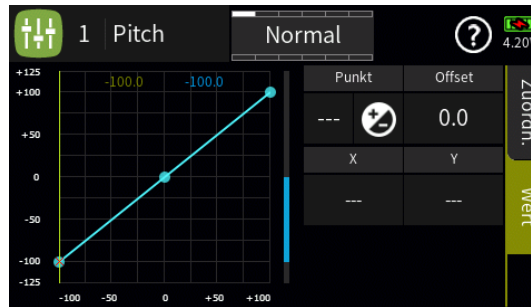 1 Pitch Normal ? 4.20
+125 -100.0 -100.0 Punkt Offset
+100
--- 0.0
+50
X Y
0
--- ---
-50
-100
-125
-100 -50 0 +50 +100
Zuordn.
Wert